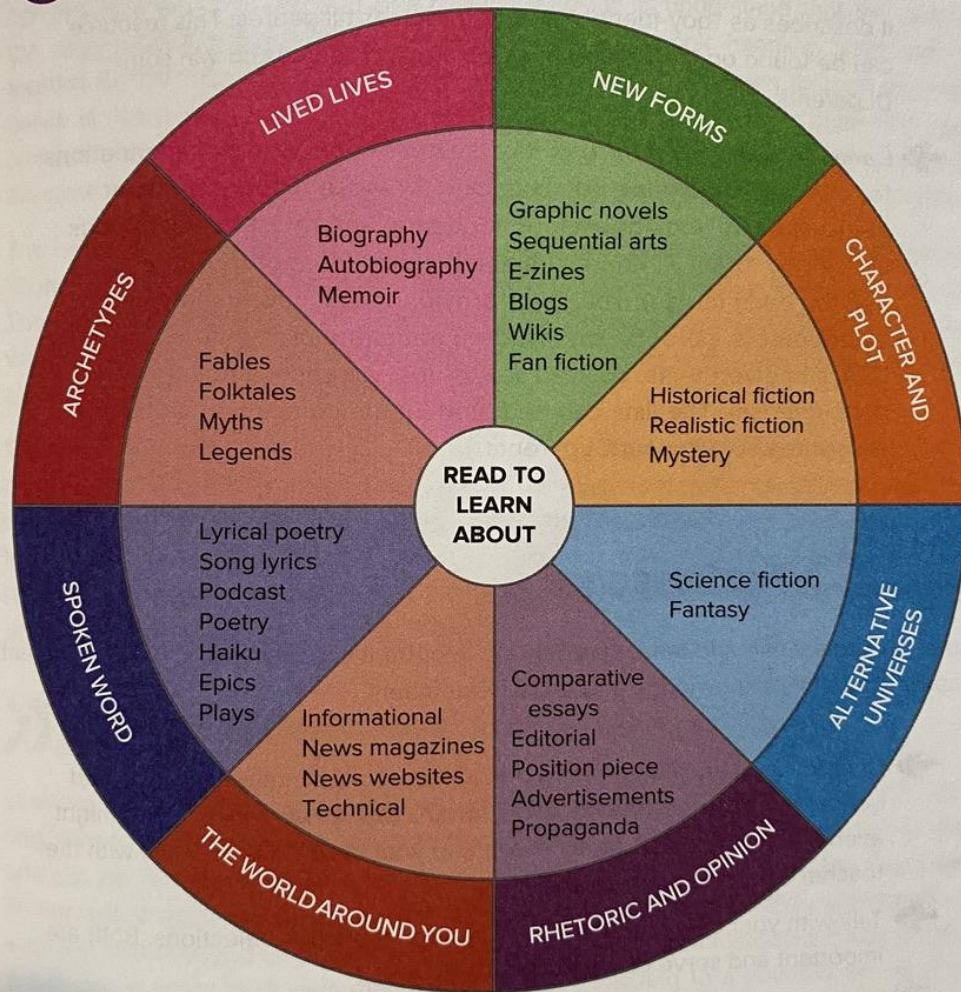 LIVED LIVES
Biography
Autobiography
Memoir
NEW FORMS
Graphic novels
Sequential arts
E-zines
Blogs
Wikis
Fan fiction
CHARACTER AND
PLOT
Historical fiction
Realistic fiction
Mystery
ALTERNATIVE
UNIVERSES
Science fiction
Fantasy
RHETORIC AND OPINION
Comparative
essays
Editorial
Position piece
Advertisements
Propaganda
THE WORLD AROUND YOU
Informational
News magazines
News websites
Technical
SPOKEN WORD
Lyrical poetry
Song lyrics
Podcast
Poetry
Haiku
Epics
Plays
ARCHETYPES
Fables
Folktales
Myths
Legends
READ TO
LEARN
ABOUT